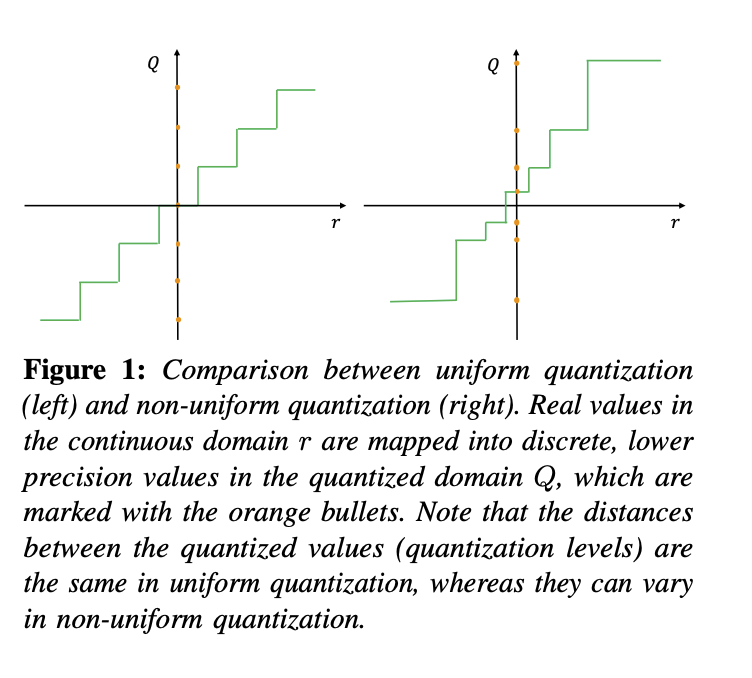 Q
Q
r
r
Figure 1: Comparison between uniform quantization
(left) and non-uniform quantization (right). Real values in
the continuous domain r are mapped into discrete, lower
precision values in the quantized domain Q, which are
marked with the orange bullets. Note that the distances
between the quantized values (quantization levels) are
the same in uniform quantization, whereas they can vary
in non-uniform quantization.